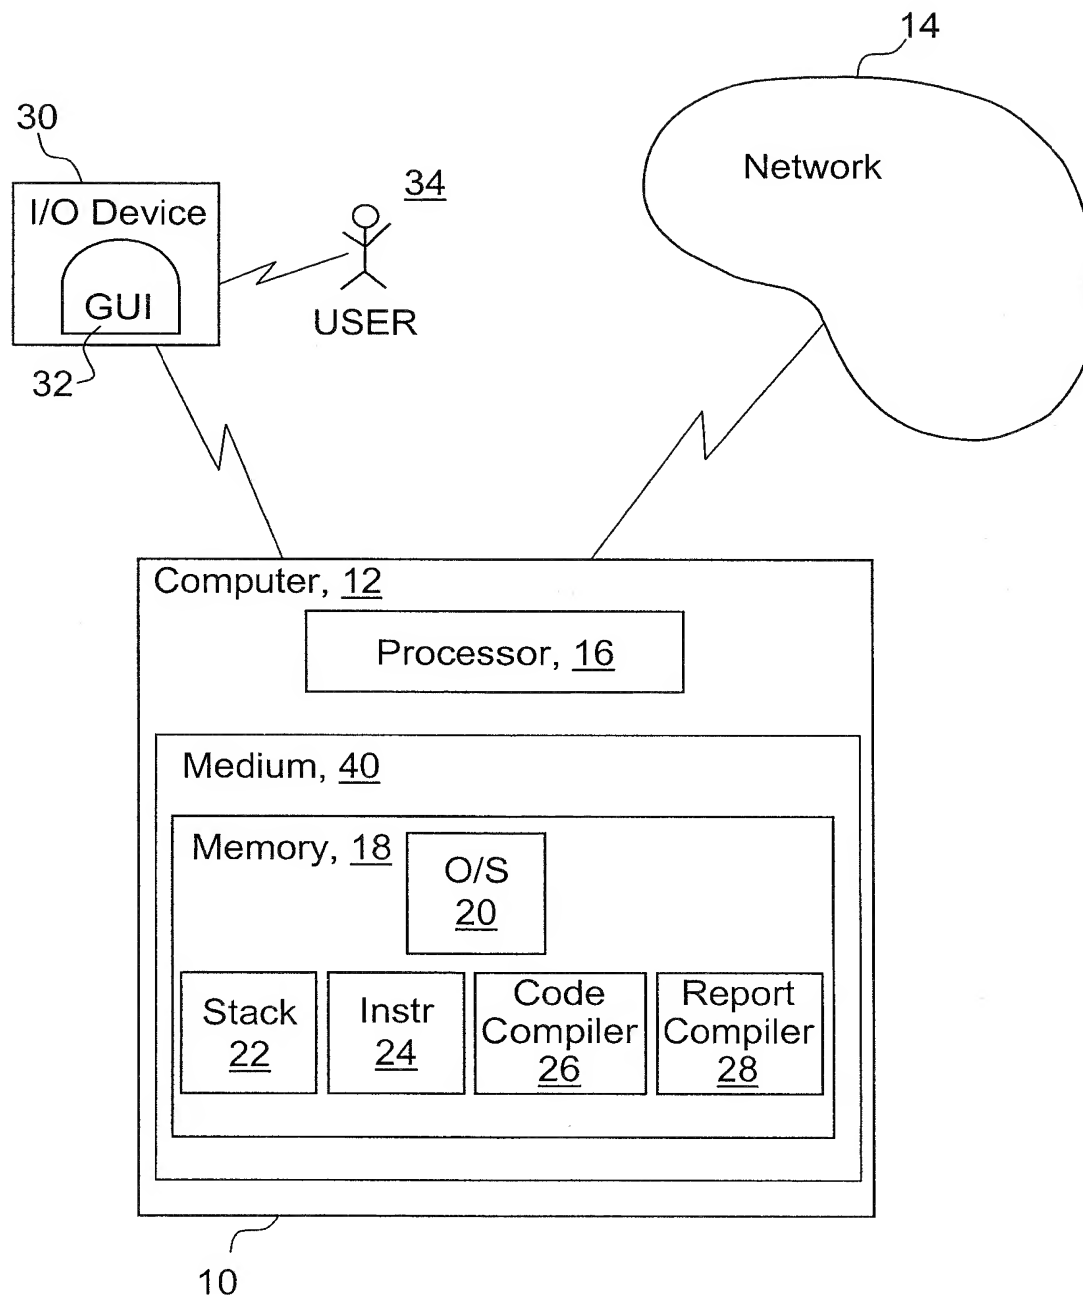 14
Network
30
I/O Device
GUI
32
34
USER
Computer, 12
Processor, 16
Medium, 40
Memory, 18
O/S
20
Stack
22
Instr
24
Code
Compiler
26
Report
Compiler
28
10